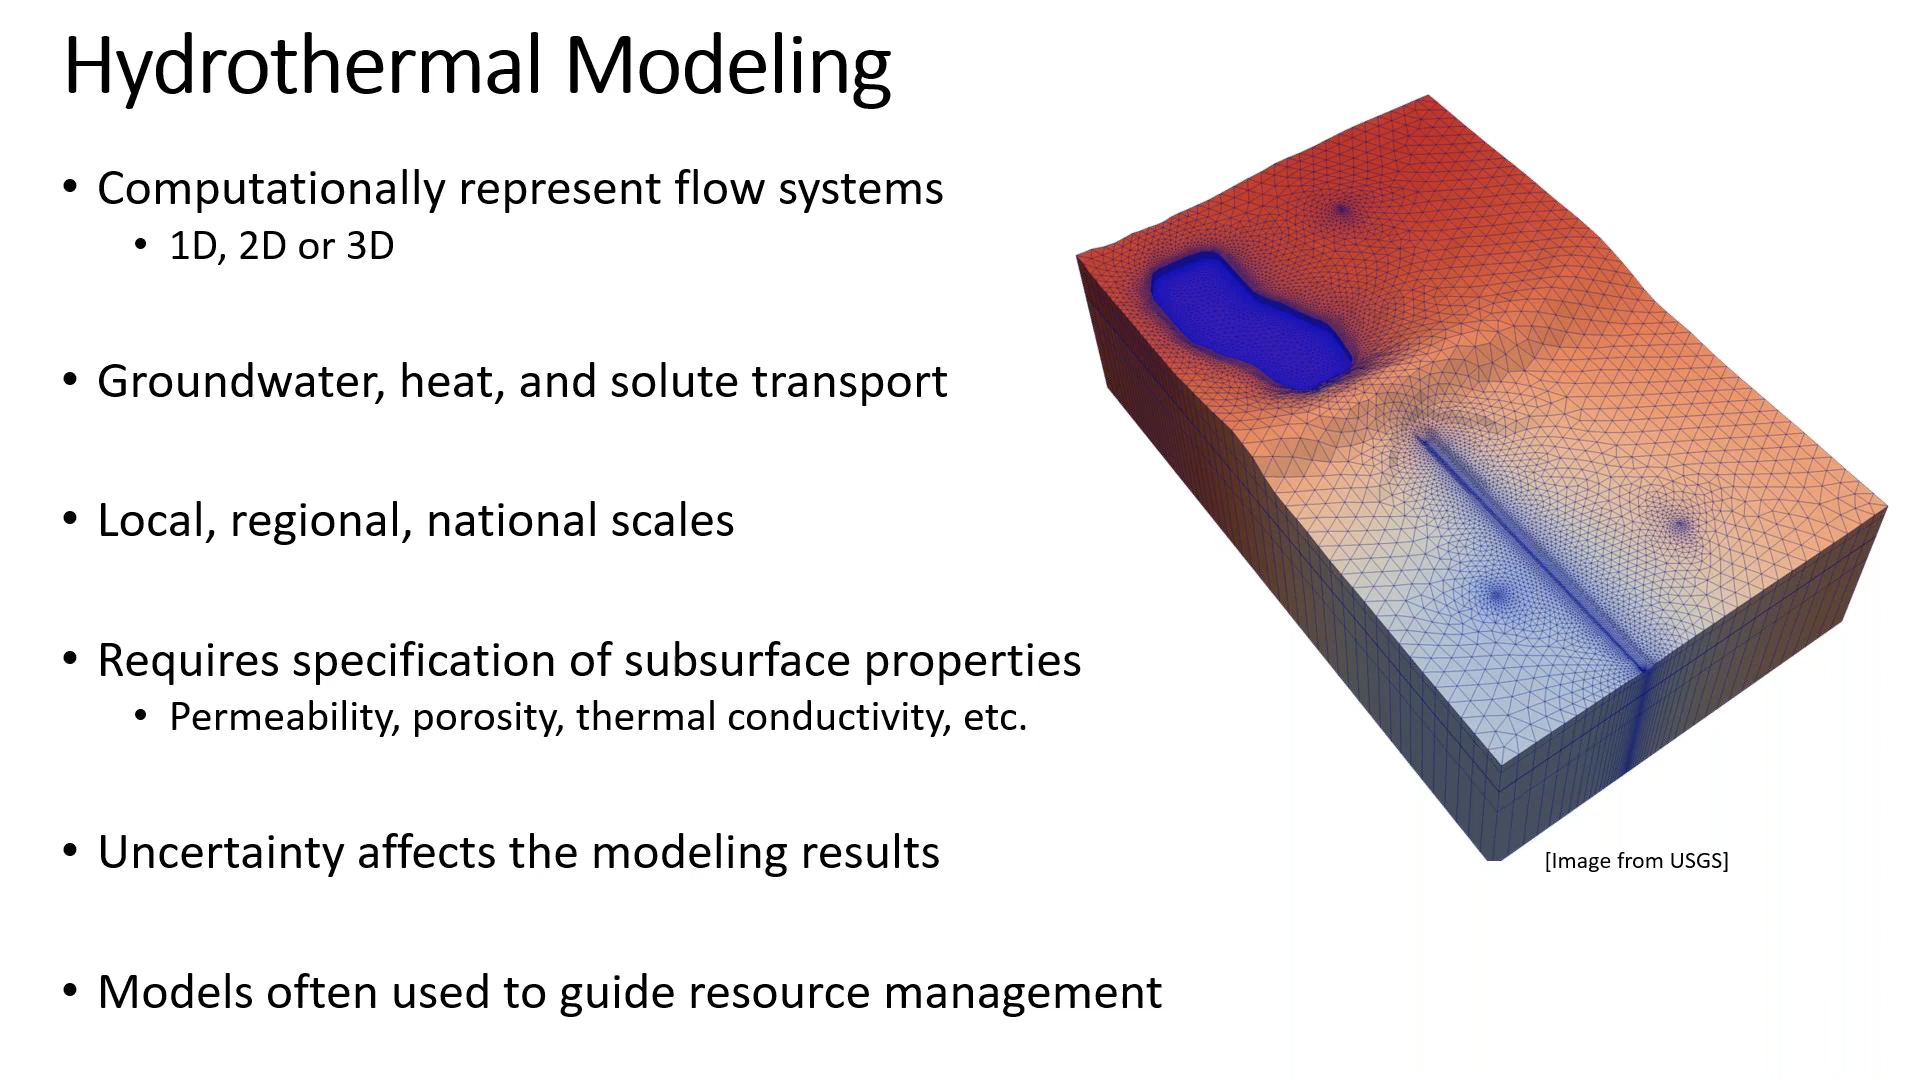 Hydrothermal Modeling
• Computationally represent flow systems
• 1D, 2D or 3D
• Groundwater, heat, and solute transport
• Local, regional, national scales
• Requires specification of subsurface properties
• Permeability, porosity, thermal conductivity, etc.
• Uncertainty affects the modeling results
[Image from USGS]
• Models often used to guide resource management